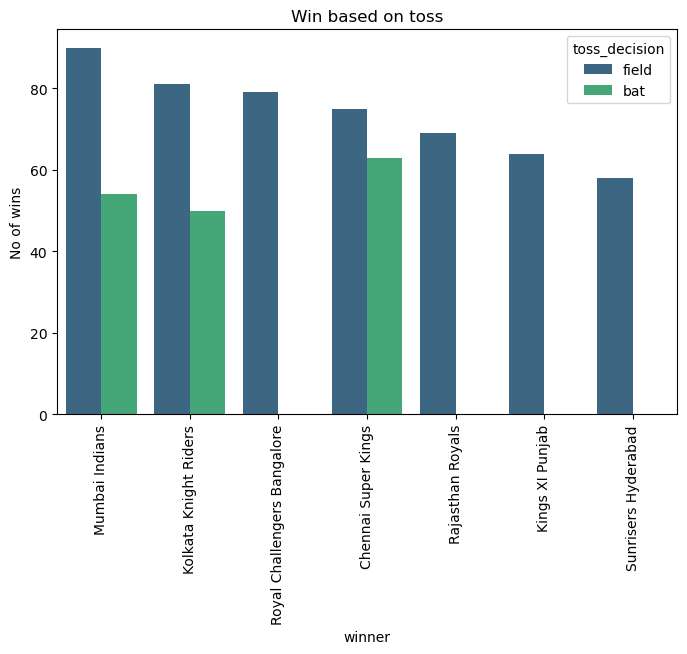 Win based on toss
toss_decision
field
bat
No of wins
80
60
40
20
0
Mumbai Indians
Kolkata Knight Riders
Royal Challengers Bangalore
Chennai Super Kings
Rajasthan Royals
Kings XI Punjab
Sunrisers Hyderabad
winner